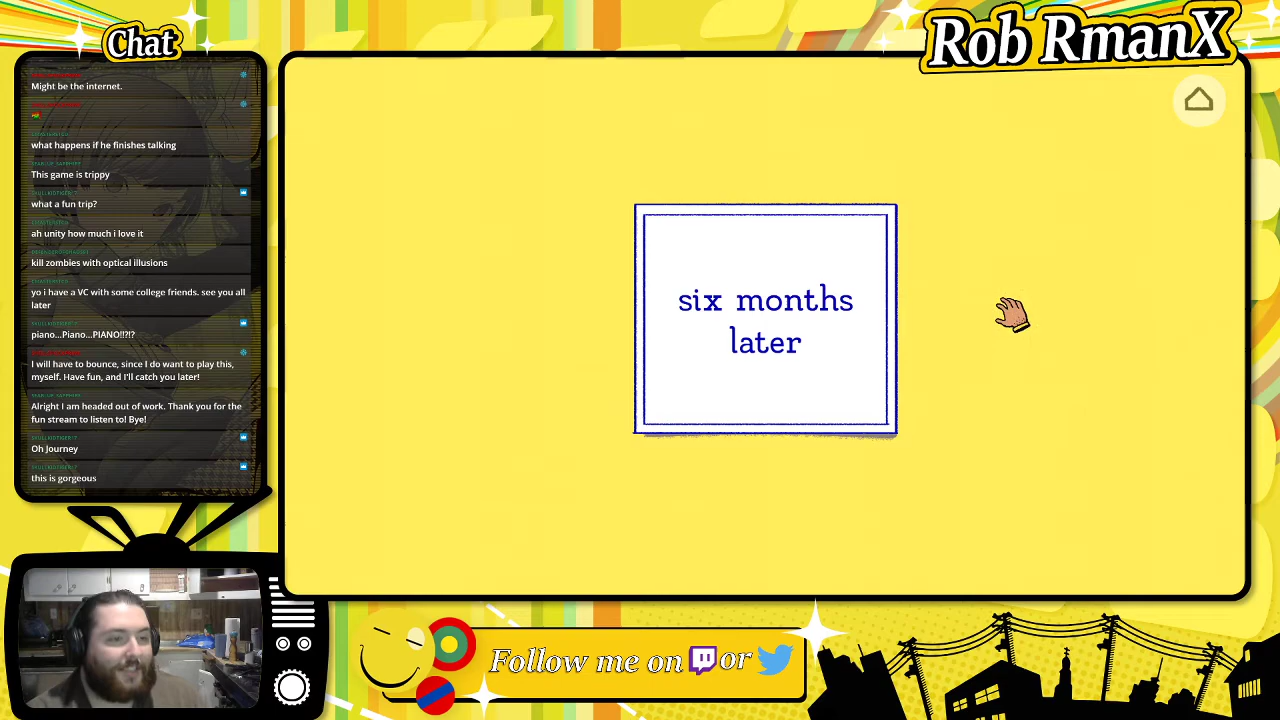 Chat
Rob RmanX
Might be the internet.
what happens if he finishes talking
This game is trippy
what a fun trip?
ah unity how much i love it
kill zombies with optical illusions
yo i have a VC with some college friends. see you all
later
piano...Piano...PIANO!!?!?
I will have to bounce, since I do want to play this,
myself. Have fun, and I'll catch you later!
Alright I am headed out of work. Thank you for the
fun stream to listen to! Bye!
Oh Journey
this is gorgeous
six months
later
Follow me on or